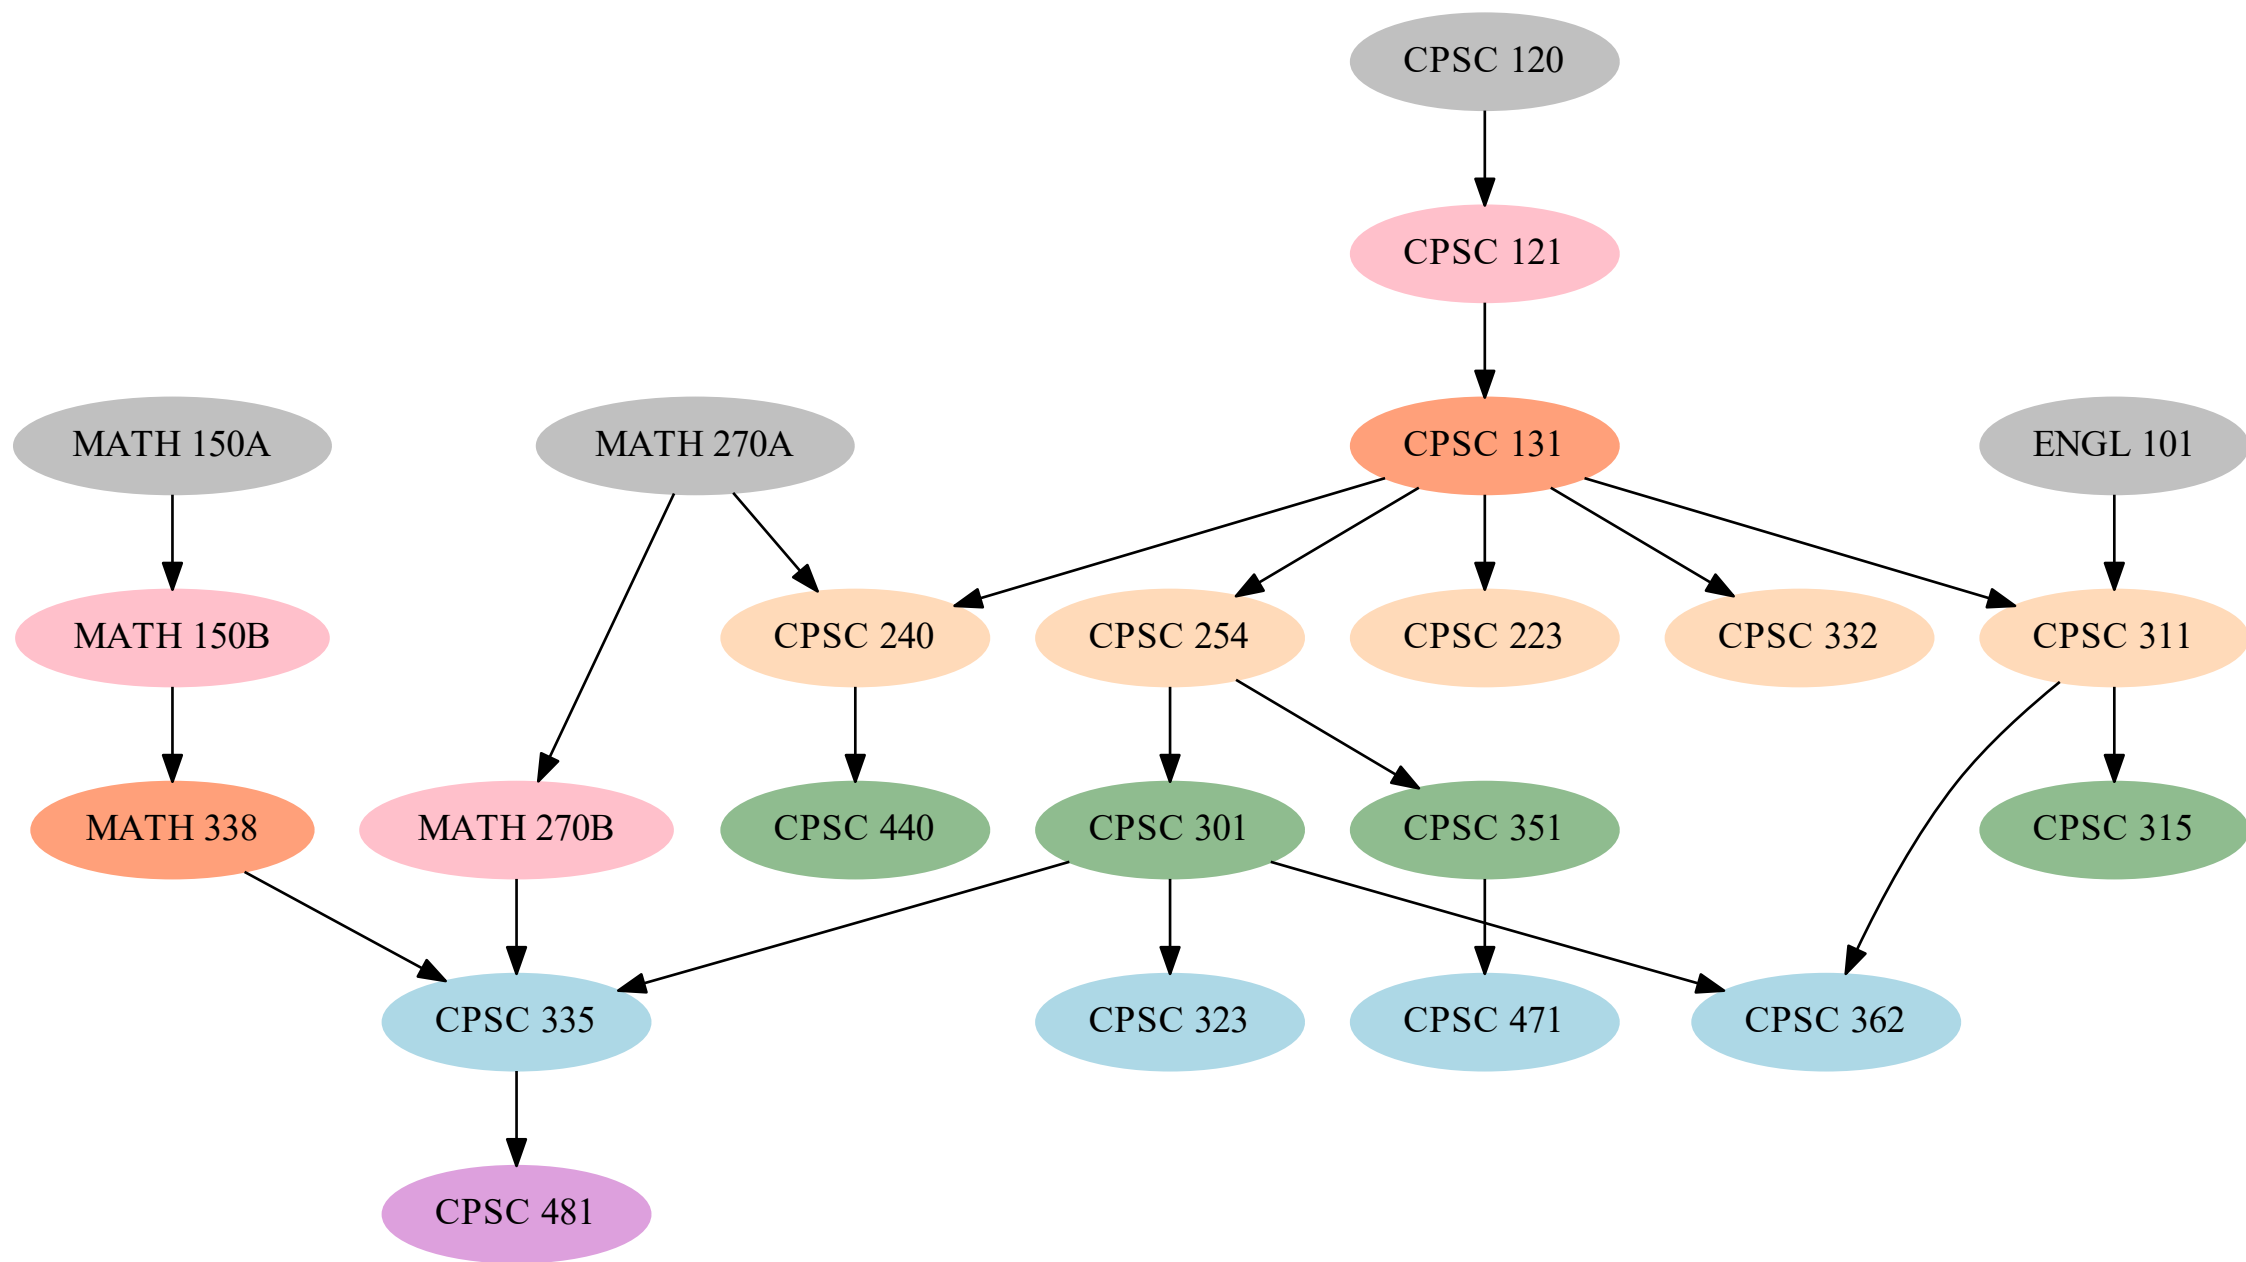 CPSC 120
CPSC 121
MATH 150A
MATH 270A
CPSC 131
ENGL 101
MATH 150B
CPSC 240
CPSC 254
CPSC 223
CPSC 332
CPSC 311
MATH 338
MATH 270B
CPSC 440
CPSC 301
CPSC 351
CPSC 315
CPSC 335
CPSC 323
CPSC 471
CPSC 362
CPSC 481